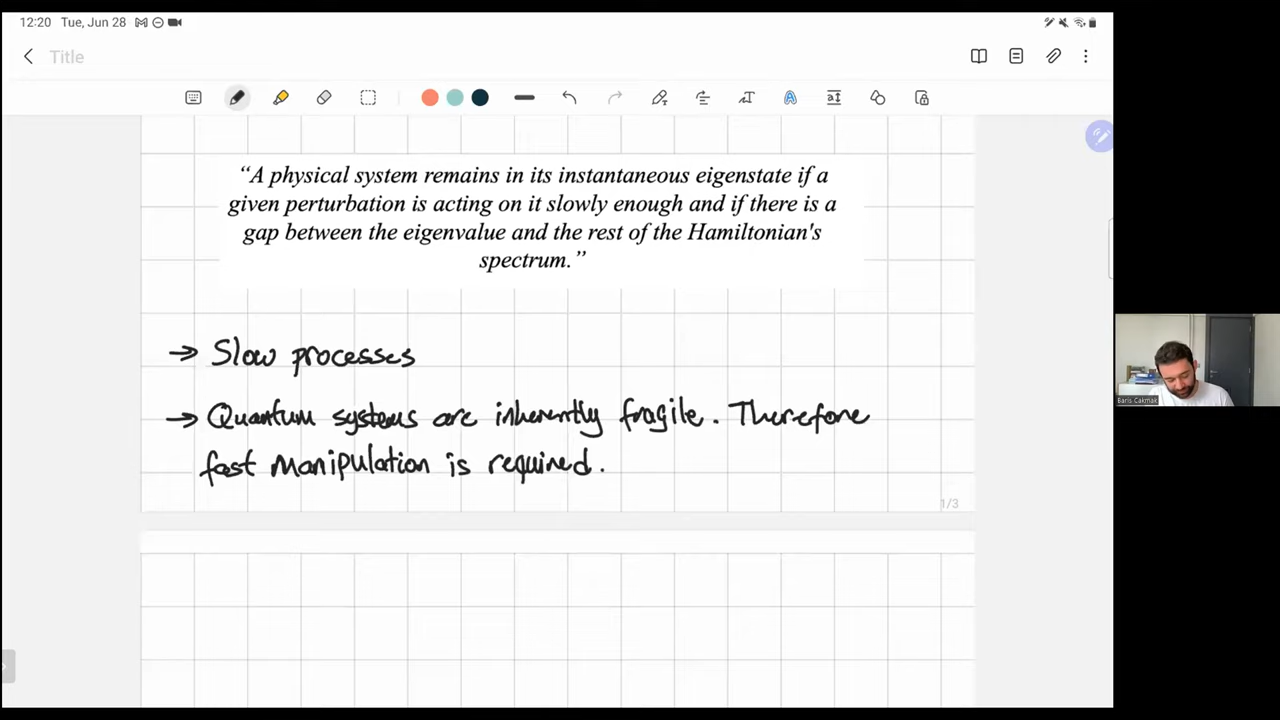 12:20 Tue, Jun 28
Title
“A physical system remains in its instantaneous eigenstate if a
given perturbation is acting on it slowly enough and if there is a
gap between the eigenvalue and the rest of the Hamiltonian's
spectrum.”
→ Slow processes
→ Quantum systems are inherently fragile. Therefore
fast manipulation is required.
1/3
Baris Cakmak